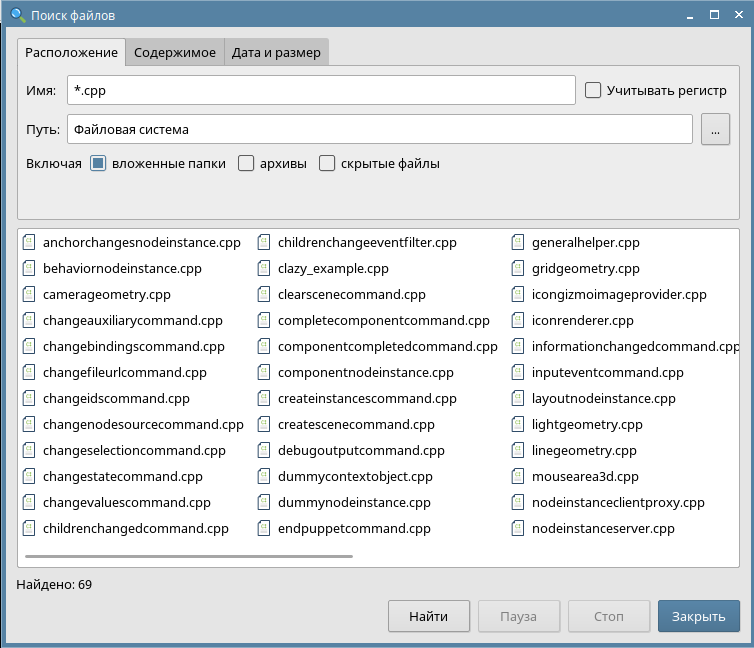 Поиск файлов
Расположение Содержимое Дата и размер
Имя: *.cpp Учитывать регистр
Путь: Файловая система ...
Включая вложенные папки архивы скрытые файлы
anchorchangesnodeinstance.cpp childrenchangeeventfilter.cpp generalhelper.cpp
behaviornodeinstance.cpp clazy_example.cpp gridgeometry.cpp
camerageometry.cpp clearscenecommand.cpp icongizmoimageprovider.cpp
changeauxiliarycommand.cpp completecomponentcommand.cpp iconrenderer.cpp
changebindingscommand.cpp componentcompletedcommand.cpp informationchangedcommand.cpp
changefileurlcommand.cpp componentnodeinstance.cpp inputeventcommand.cpp
changeidscommand.cpp createinstancescommand.cpp layoutnodeinstance.cpp
changenodesourcecommand.cpp createscenecommand.cpp lightgeometry.cpp
changeselectioncommand.cpp debugoutputcommand.cpp linegeometry.cpp
changestatecommand.cpp dummycontextobject.cpp mousearea3d.cpp
changevaluescommand.cpp dummynodeinstance.cpp nodeinstanceclientproxy.cpp
childrenchangedcommand.cpp endpuppetcommand.cpp nodeinstanceserver.cpp
Найдено: 69
Найти Пауза Стоп Закрыть